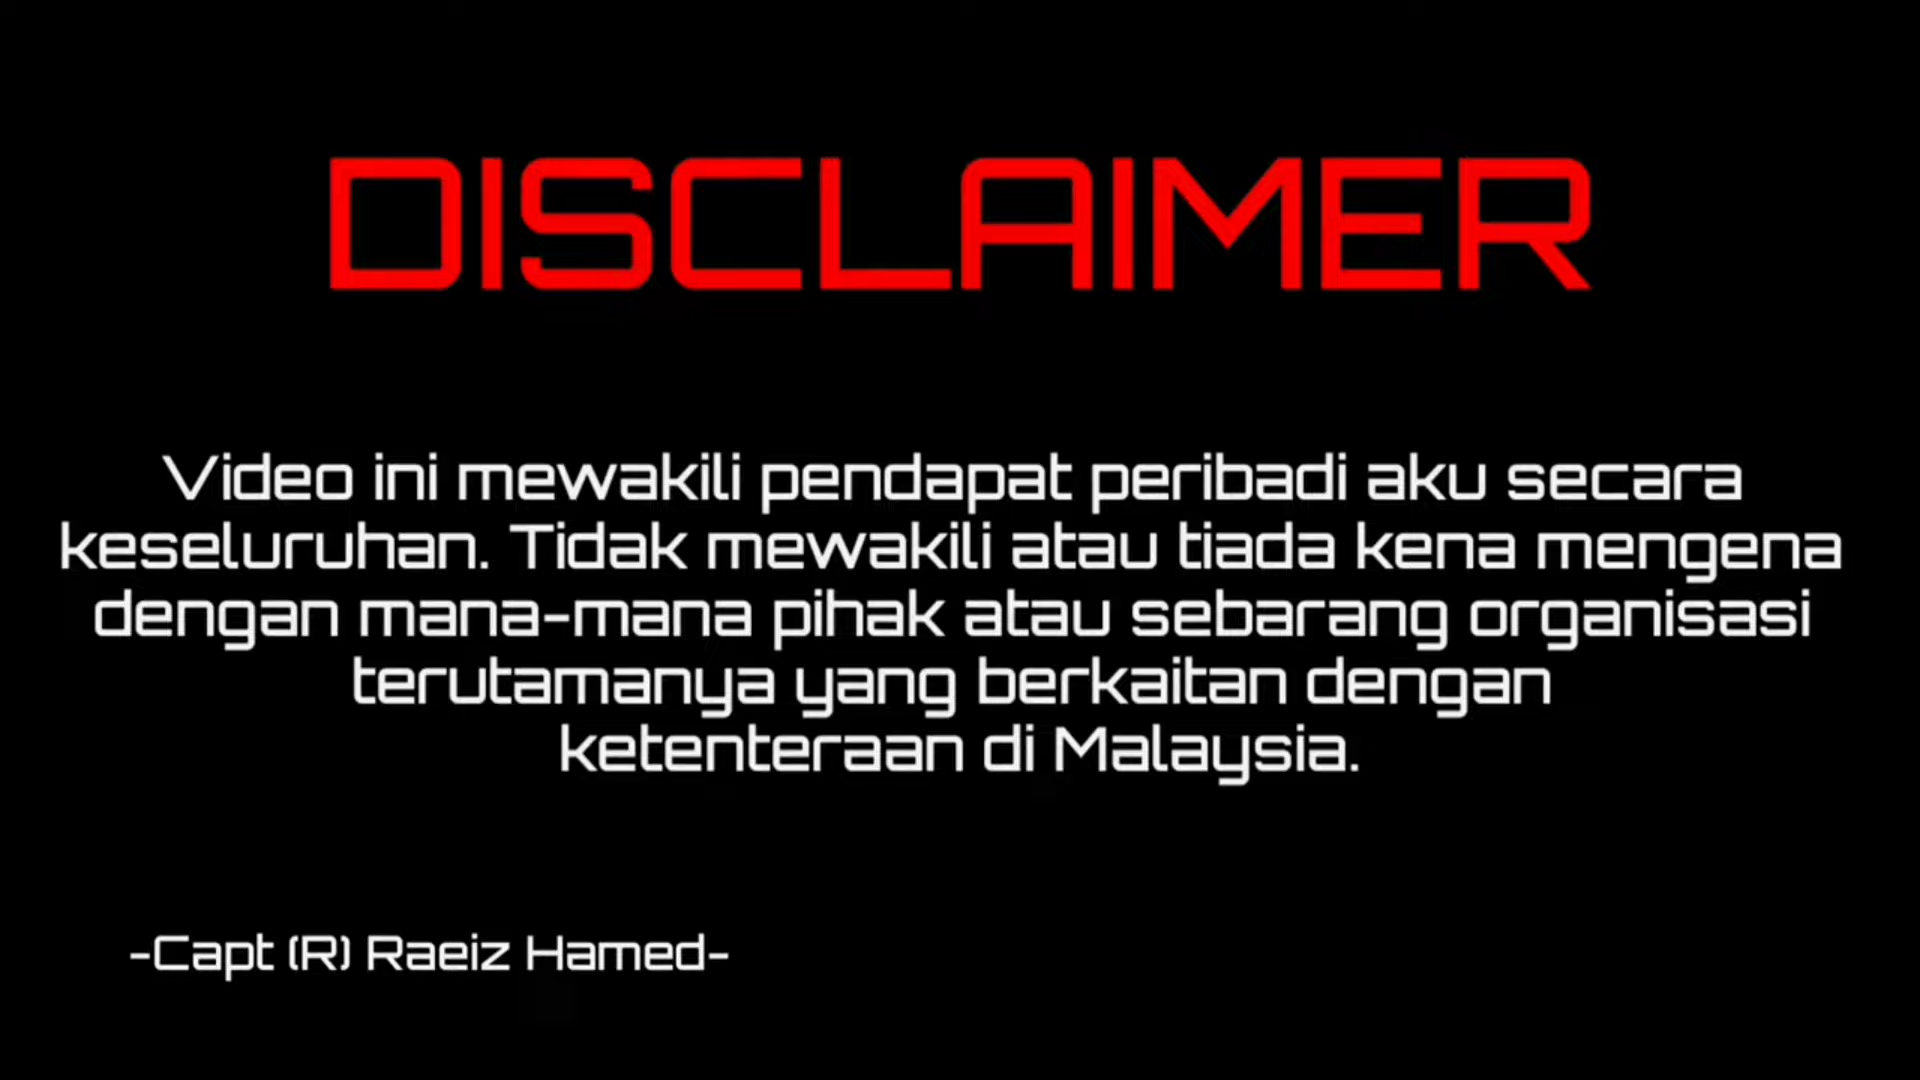 DISCLAIMER
Video ini mewakili pendapat peribadi aku secara
keseluruhan. Tidak mewakili atau tiada kena mengena
dengan mana-mana pihak atau sebarang organisasi
terutamanya yang berkaitan dengan
ketenteraan di Malaysia.
-Capt (R) Raeiz Hamed-